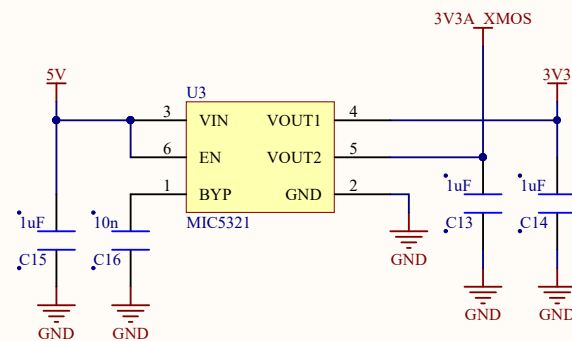 3V3A_XMOS
5V
3V3
U3
3 VIN VOUT1 4
6 EN VOUT2 5
1 BYP GND 2
MIC5321
1uF
C15
10n
C16
GND
1uF
C13
1uF
C14
GND
GND
GND
GND